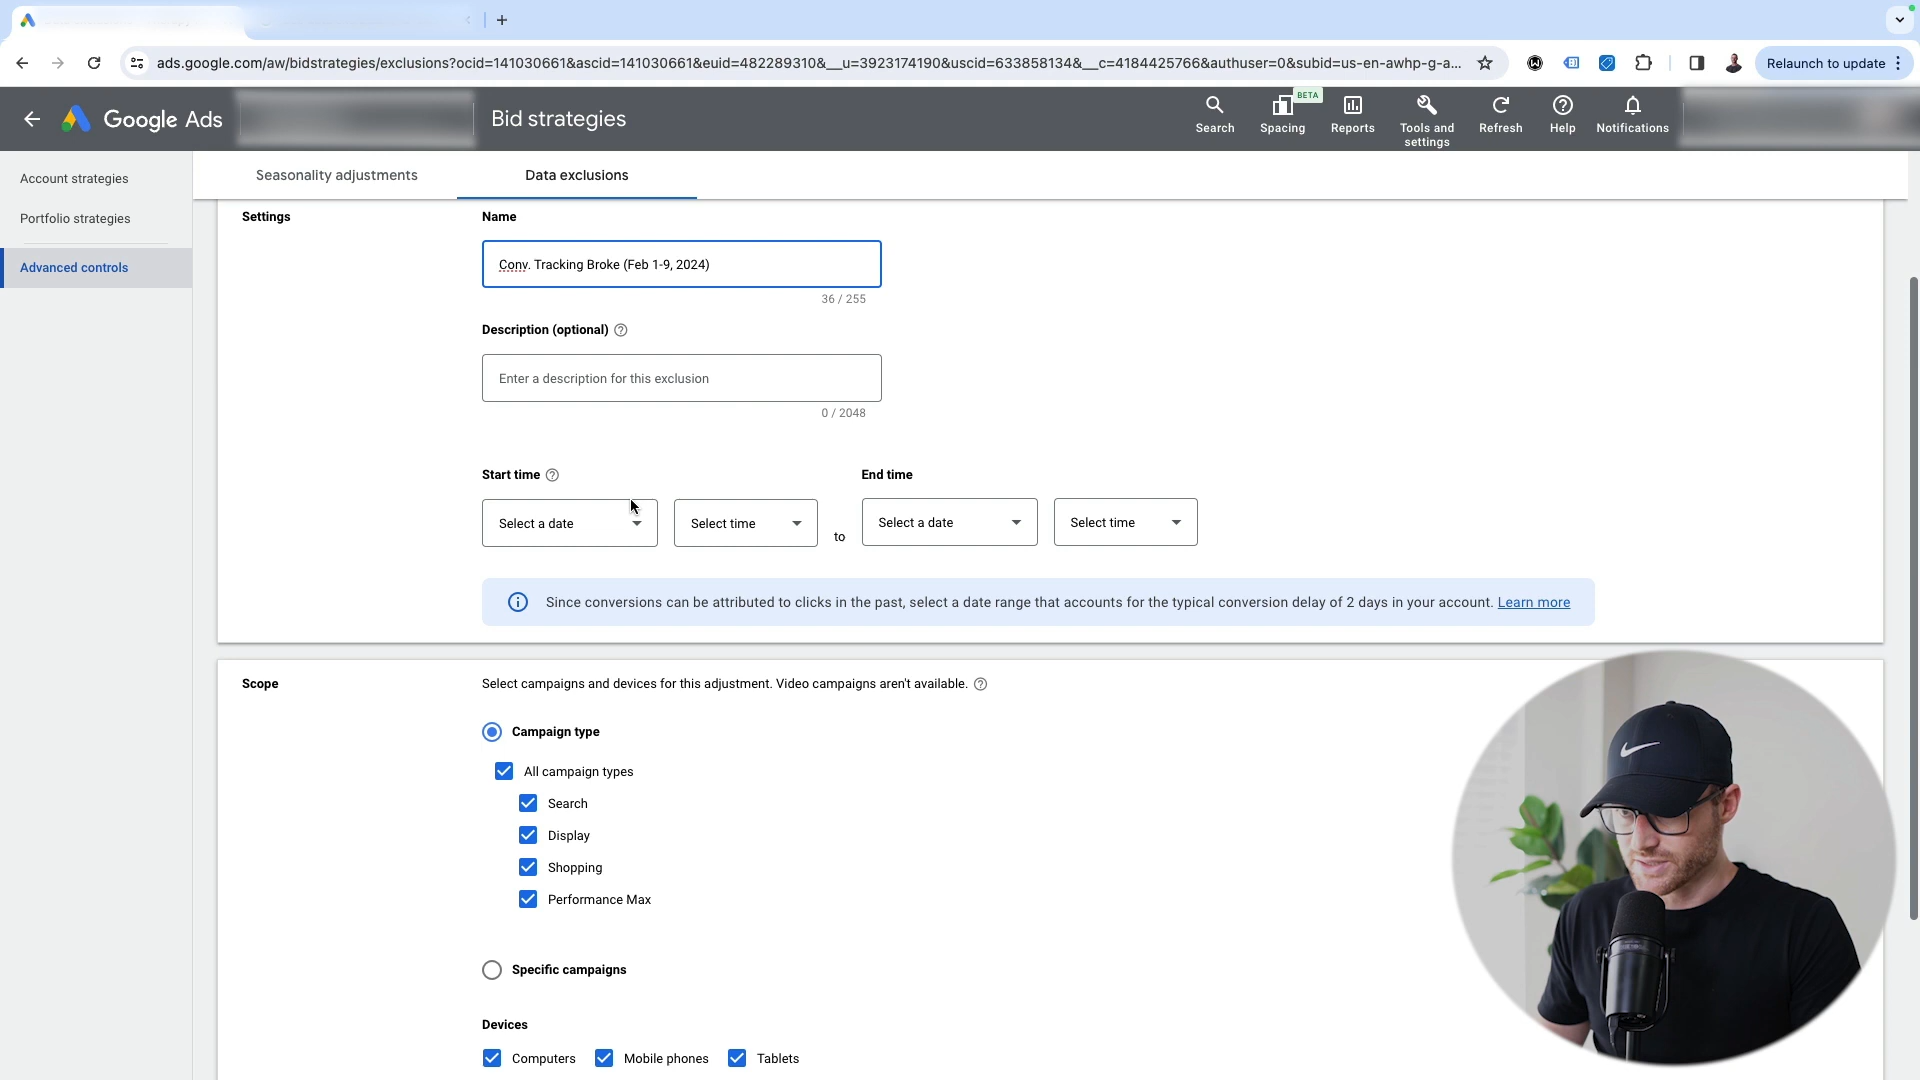 ads.google.com/aw/bidstrategies/exclusions?ocid=141030661&ascid=141030661&euid=482289310&__u=3923174190&uscid=633858134&__c=4184425766&authuser=0&subid=us-en-awhp-g-a...
Relaunch to update
Google Ads
Bid strategies
Search
BETA
Spacing
Reports
Tools and
settings
Refresh
Help
Notifications
Account strategies
Portfolio strategies
Advanced controls
Seasonality adjustments
Data exclusions
Settings
Name
Conv. Tracking Broke (Feb 1-9, 2024)
36 / 255
Description (optional)
Enter a description for this exclusion
0 / 2048
Start time
End time
Select a date
Select time
to
Select a date
Select time
Since conversions can be attributed to clicks in the past, select a date range that accounts for the typical conversion delay of 2 days in your account. Learn more
Scope
Select campaigns and devices for this adjustment. Video campaigns aren't available.
Campaign type
All campaign types
Search
Display
Shopping
Performance Max
Specific campaigns
Devices
Computers
Mobile phones
Tablets